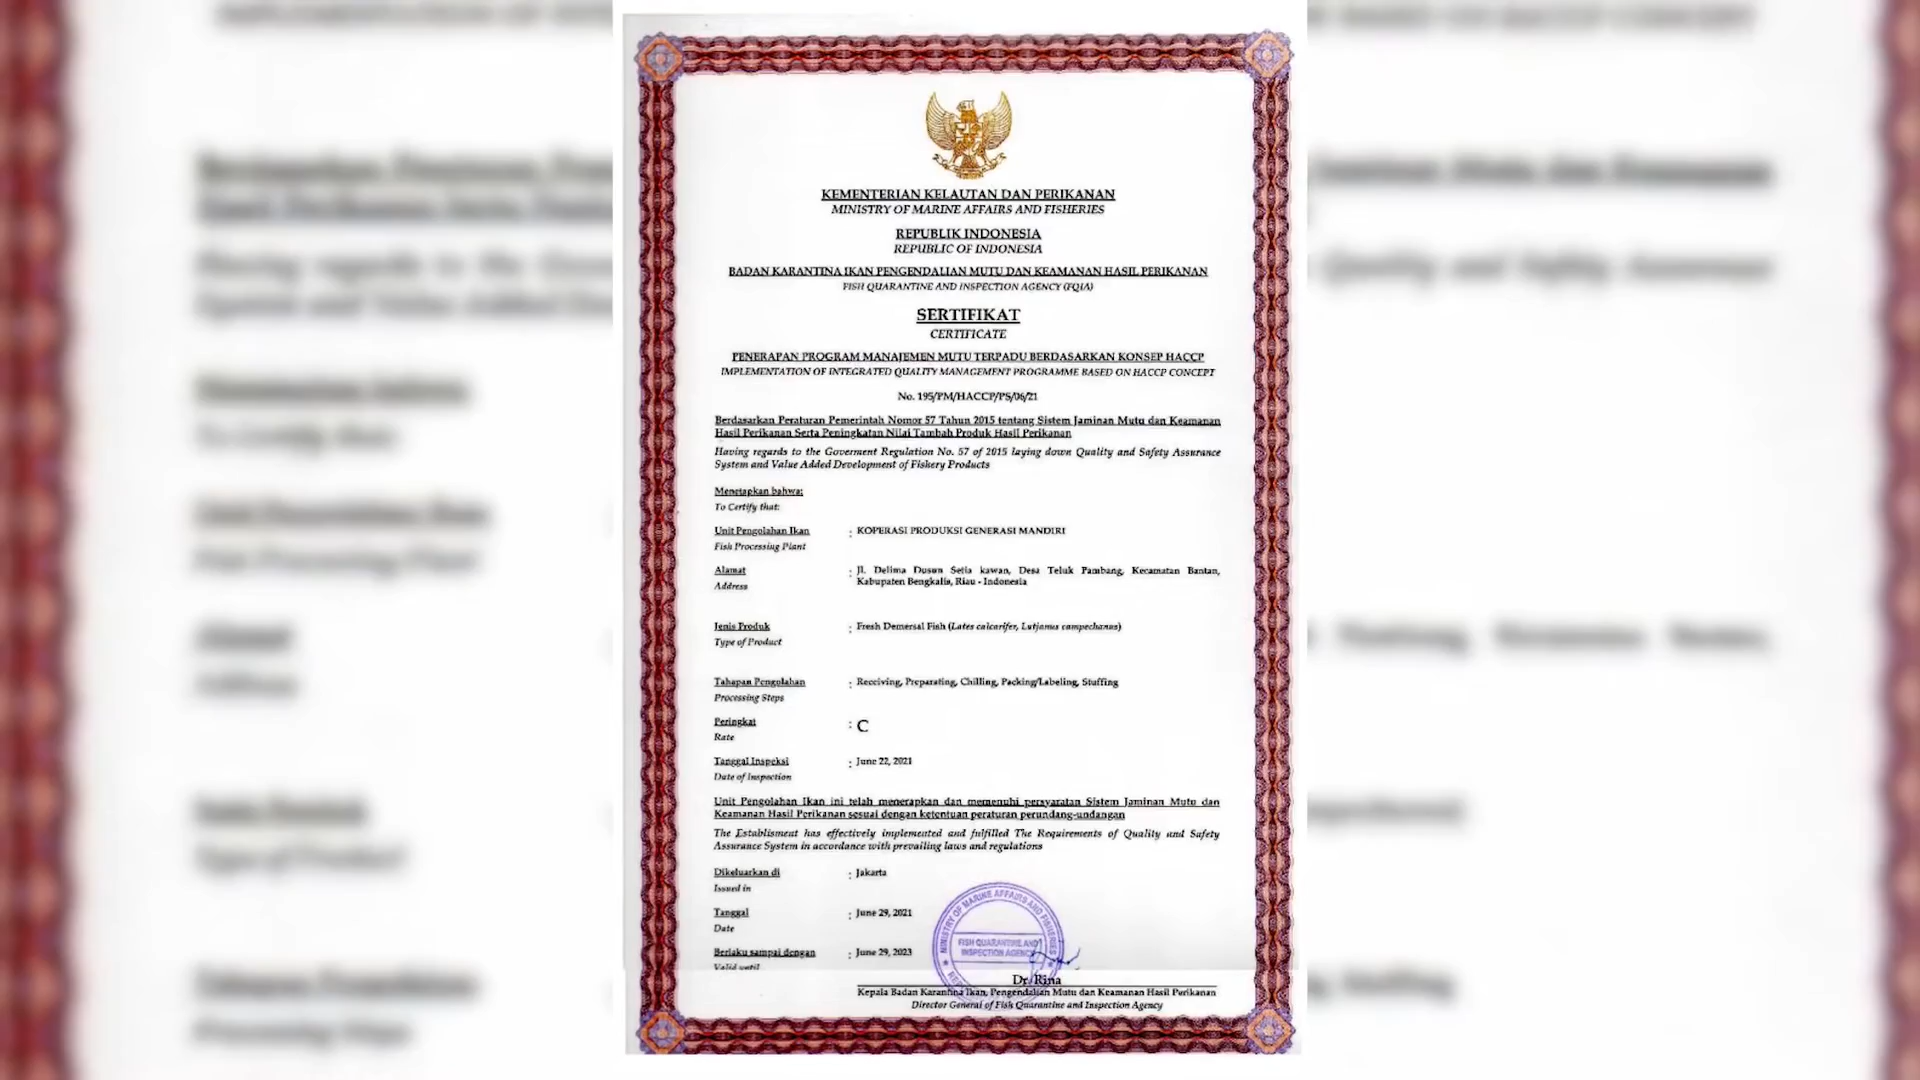 KEMENTERIAN KELAUTAN DAN PERIKANAN
MINISTRY OF MARINE AFFAIRS AND FISHERIES
REPUBLIK INDONESIA
REPUBLIC OF INDONESIA
BADAN KARANTINA IKAN PENGENDALIAN MUTU DAN KEAMANAN HASIL PERIKANAN
FISH QUARANTINE AND INSPECTION AGENCY (FQIA)
SERTIFIKAT
CERTIFICATE
PENERAPAN PROGRAM MANAJEMEN MUTU TERPADU BERDASARKAN KONSEP HACCP
IMPLEMENTATION OF INTEGRATED QUALITY MANAGEMENT PROGRAMME BASED ON HACCP CONCEPT
No. 195/PM/HACCP/PS/06/21
Berdasarkan Peraturan Pemerintah Nomor 57 Tahun 2015 tentang Sistem Jaminan Mutu dan Keamanan
Hasil Perikanan Serta Peningkatan Nilai Tambah Produk Hasil Perikanan
Having regards to the Goverment Regulation No. 57 of 2015 laying down Quality and Safety Assurance
System and Value Added Development of Fishery Products
Menetapkan bahwa:
To Certify that:
Unit Pengolahan Ikan : KOPERASI PRODUKSI GENERASI MANDIRI
Fish Processing Plant
Alamat : Jl. Delima Dusun Setia kawan, Desa Teluk Pambang, Kecamatan Bantan,
Kabupaten Bengkalis, Riau - Indonesia
Address
Jenis Produk : Fresh Demersal Fish (Lates calcarifer, Lutjanus campechanus)
Type of Product
Tahapan Pengolahan : Receiving, Preparating, Chilling, Packing/Labeling, Stuffing
Processing Steps
Peringkat : C
Rate
Tanggal Inspeksi : June 22, 2021
Date of Inspection
Unit Pengolahan Ikan ini telah menerapkan dan memenuhi persyaratan Sistem Jaminan Mutu dan
Keamanan Hasil Perikanan sesuai dengan ketentuan peraturan perundang-undangan
The Establisment has effectively implemented and fulfilled The Requirements of Quality and Safety
Assurance System in accordance with prevailing laws and regulations
Dikeluarkan di : Jakarta
Issued in
Tanggal : June 29, 2021
Date
Berlaku sampai dengan : June 29, 2023
Valid until
MINISTRY OF MARINE AFFAIRS AND FISHERIES
FISH QUARANTINE AND
INSPECTION AGENCY
Dr. Rina
Kepala Badan Karantina Ikan, Pengendalian Mutu dan Keamanan Hasil Perikanan
Director General of Fish Quarantine and Inspection Agency